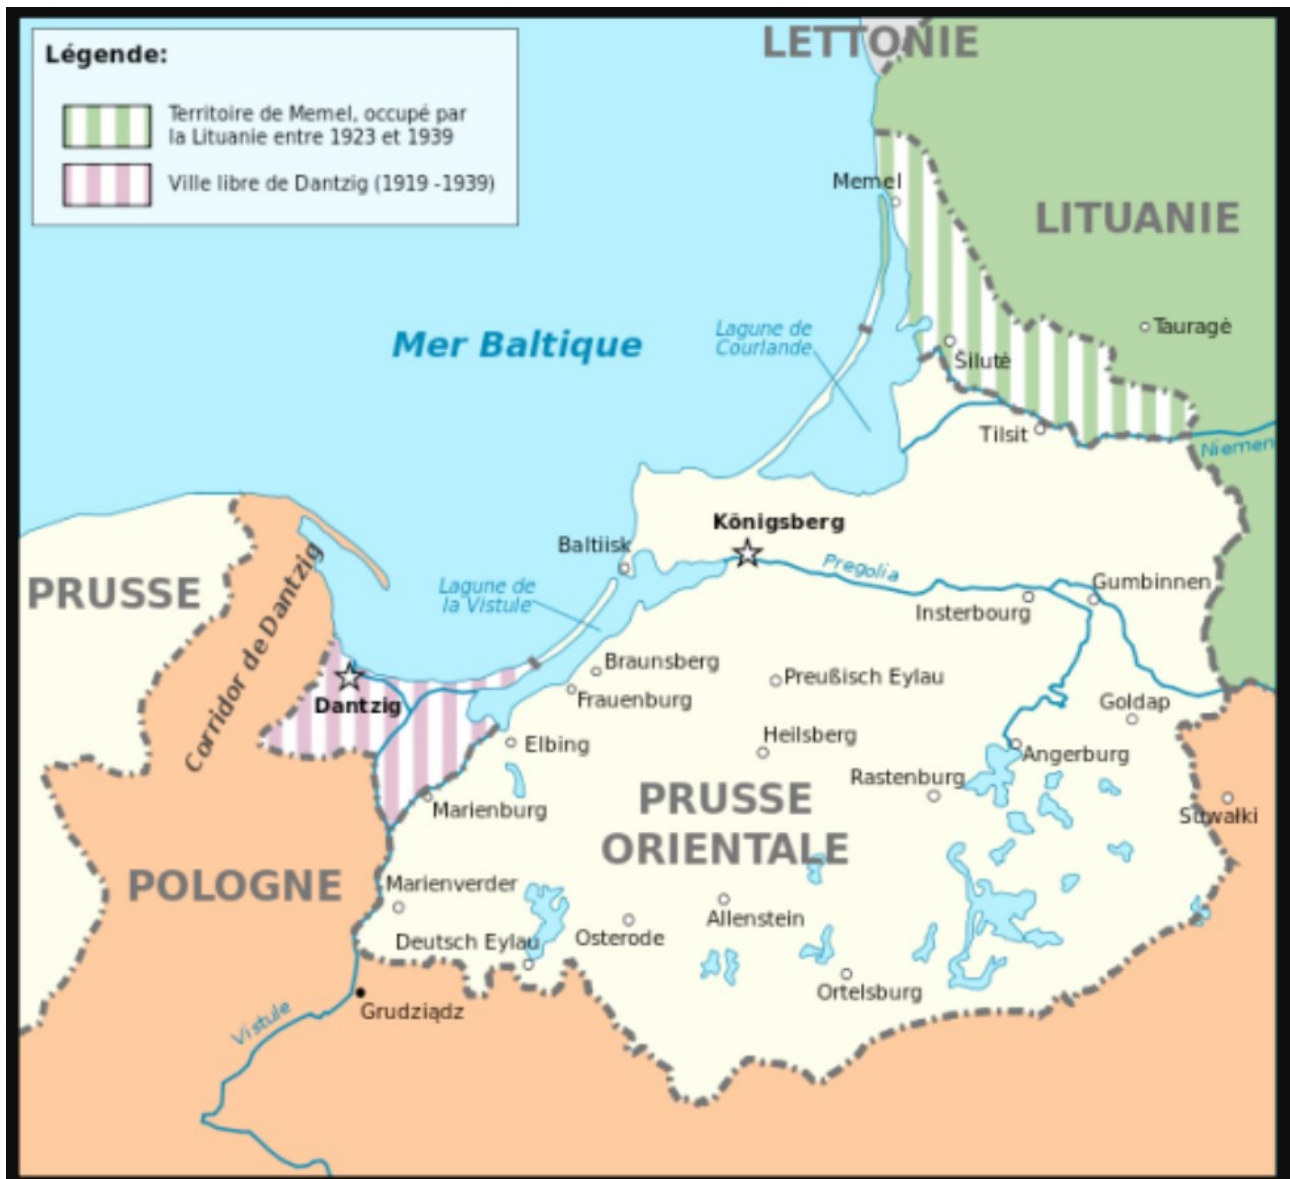 Légende:
Territoire de Memel, occupé par
la Lituanie entre 1923 et 1939
Ville libre de Dantzig (1919 -1939)
LETTONIE
Memel
LITUANIE
Mer Baltique
Lagune de
Courlande
Tauragė
Šilutė
Tilsit
Niemen
Königsberg
Baltiisk
Pregolia
PRUSSE
Corridor de Dantzig
Lagune de
la Vistule
Gumbinnen
Insterbourg
Braunsberg
Preußisch Eylau
Frauenburg
Dantzig
Goldap
Elbing
Heilsberg
Angerburg
Rastenburg
PRUSSE
ORIENTALE
Marienburg
Suwałki
POLOGNE
Marienverder
Allenstein
Deutsch Eylau
Osterode
Ortelsburg
Grudziądz
Vistule